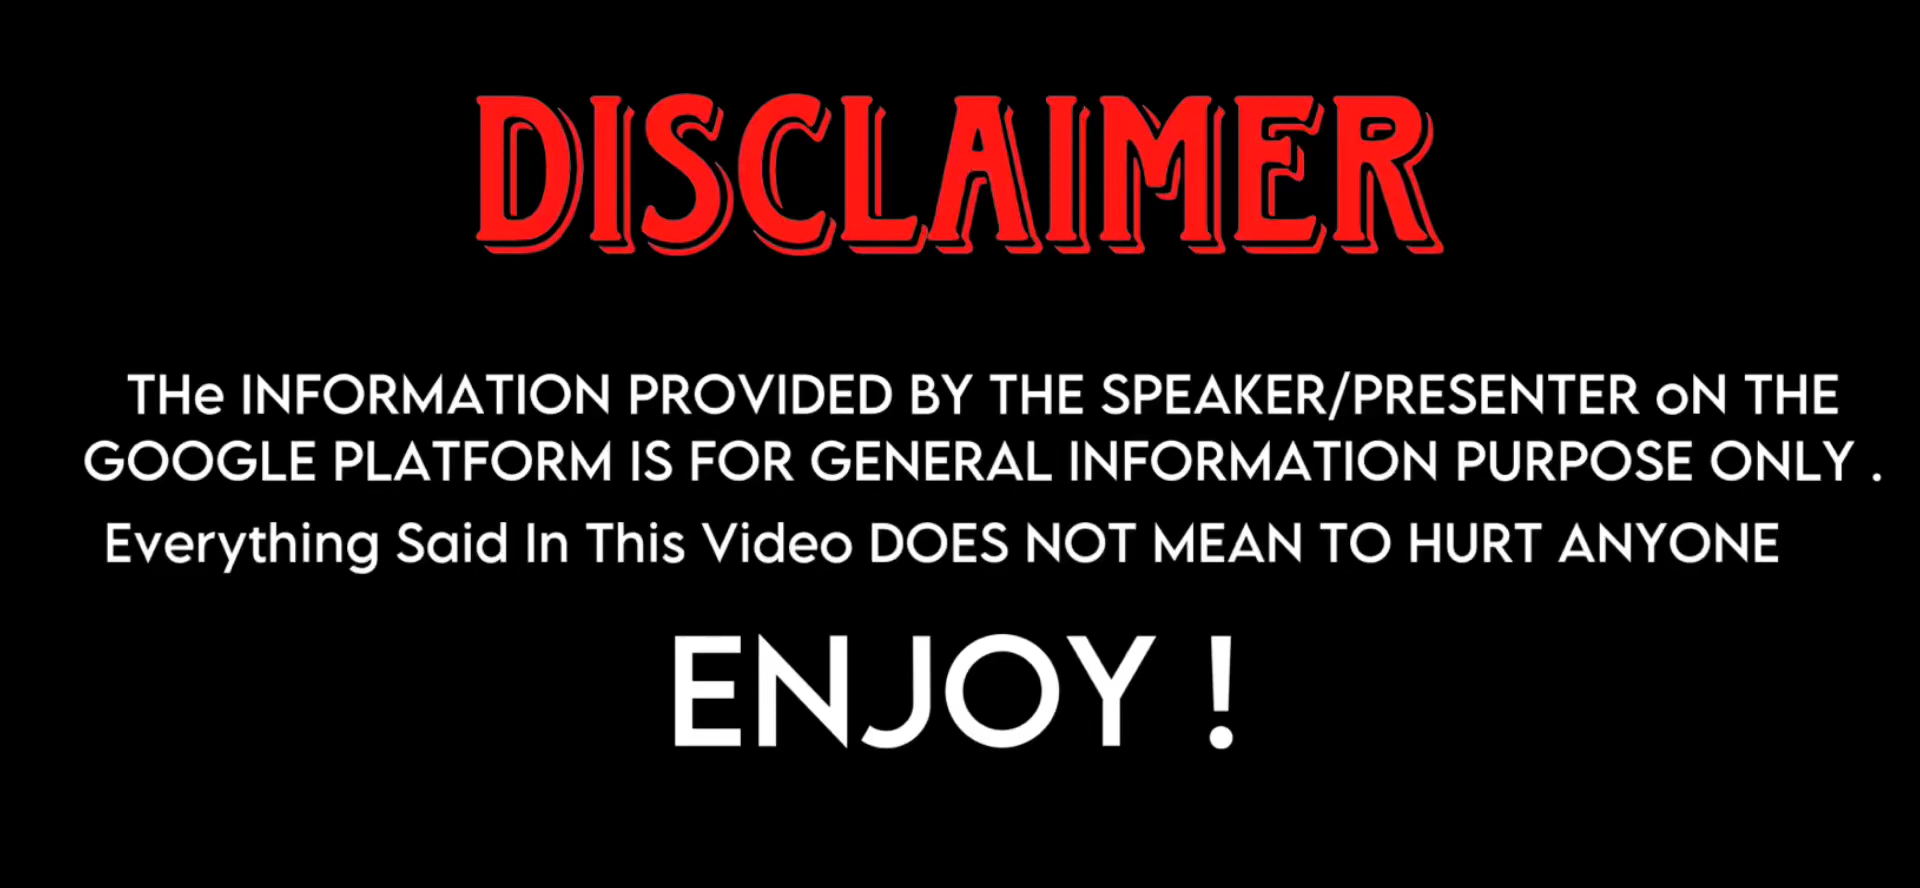 DISCLAIMER
THe INFORMATION PROVIDED BY THE SPEAKER/PRESENTER oN THE
GOOGLE PLATFORM IS FOR GENERAL INFORMATION PURPOSE ONLY .
Everything Said In This Video DOES NOT MEAN TO HURT ANYONE
ENJOY !